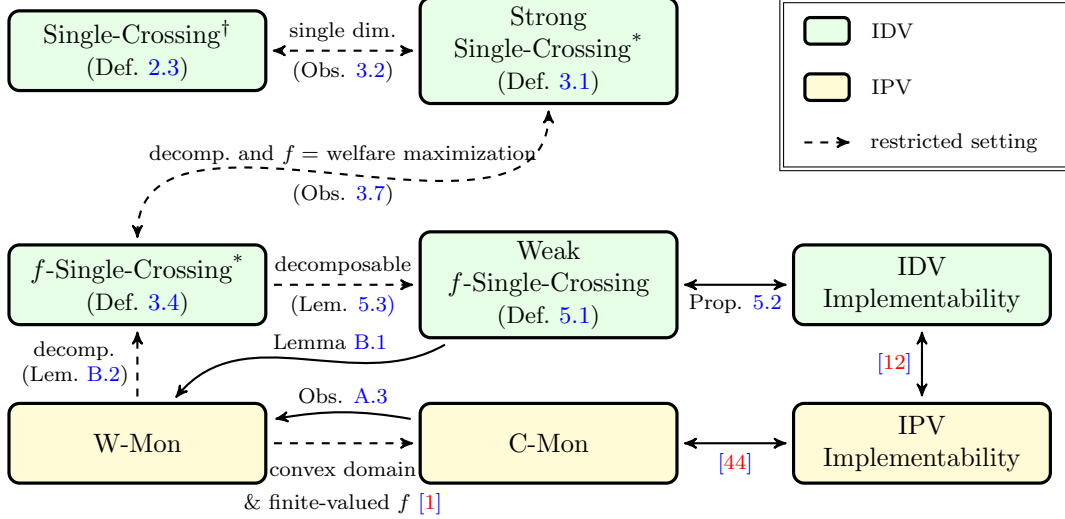 Single-Crossing†
(Def. 2.3)
single dim.
(Obs. 3.2)
Strong
Single-Crossing*
(Def. 3.1)
IDV
IPV
restricted setting
decomp. and f = welfare maximization
(Obs. 3.7)
f-Single-Crossing*
(Def. 3.4)
decomposable
(Lem. 5.3)
Weak
f-Single-Crossing
(Def. 5.1)
Prop. 5.2
IDV
Implementability
decomp.
(Lem. B.2)
Lemma B.1
[12]
Obs. A.3
W-Mon
convex domain
& finite-valued f [1]
C-Mon
[44]
IPV
Implementability